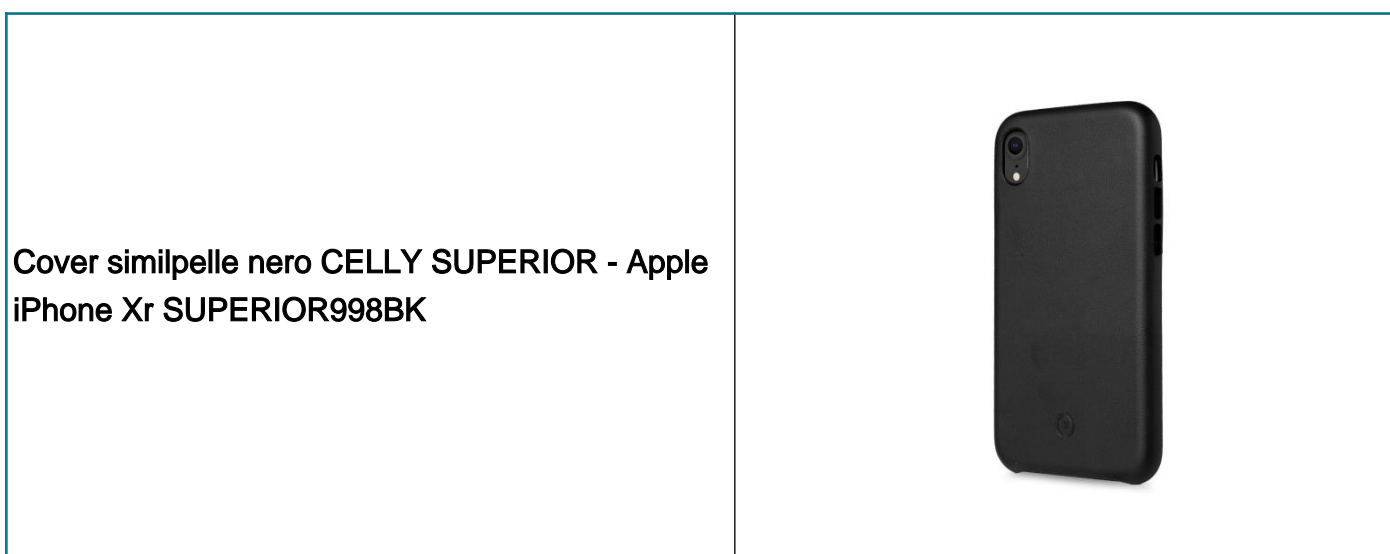 Cover similpelle nero CELLY SUPERIOR - Apple
iPhone Xr SUPERIOR998BK